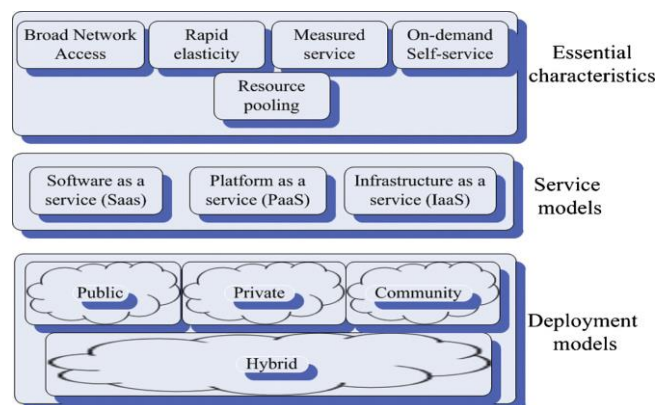 Broad Network
Access
Rapid
elasticity
Measured
service
On-demand
Self-service
Resource
pooling
Essential
characteristics
Software as a
service (Saas)
Platform as a
service (PaaS)
Infrastructure as a
service (IaaS)
Service
models
Public
Private
Community
Hybrid
Deployment
models